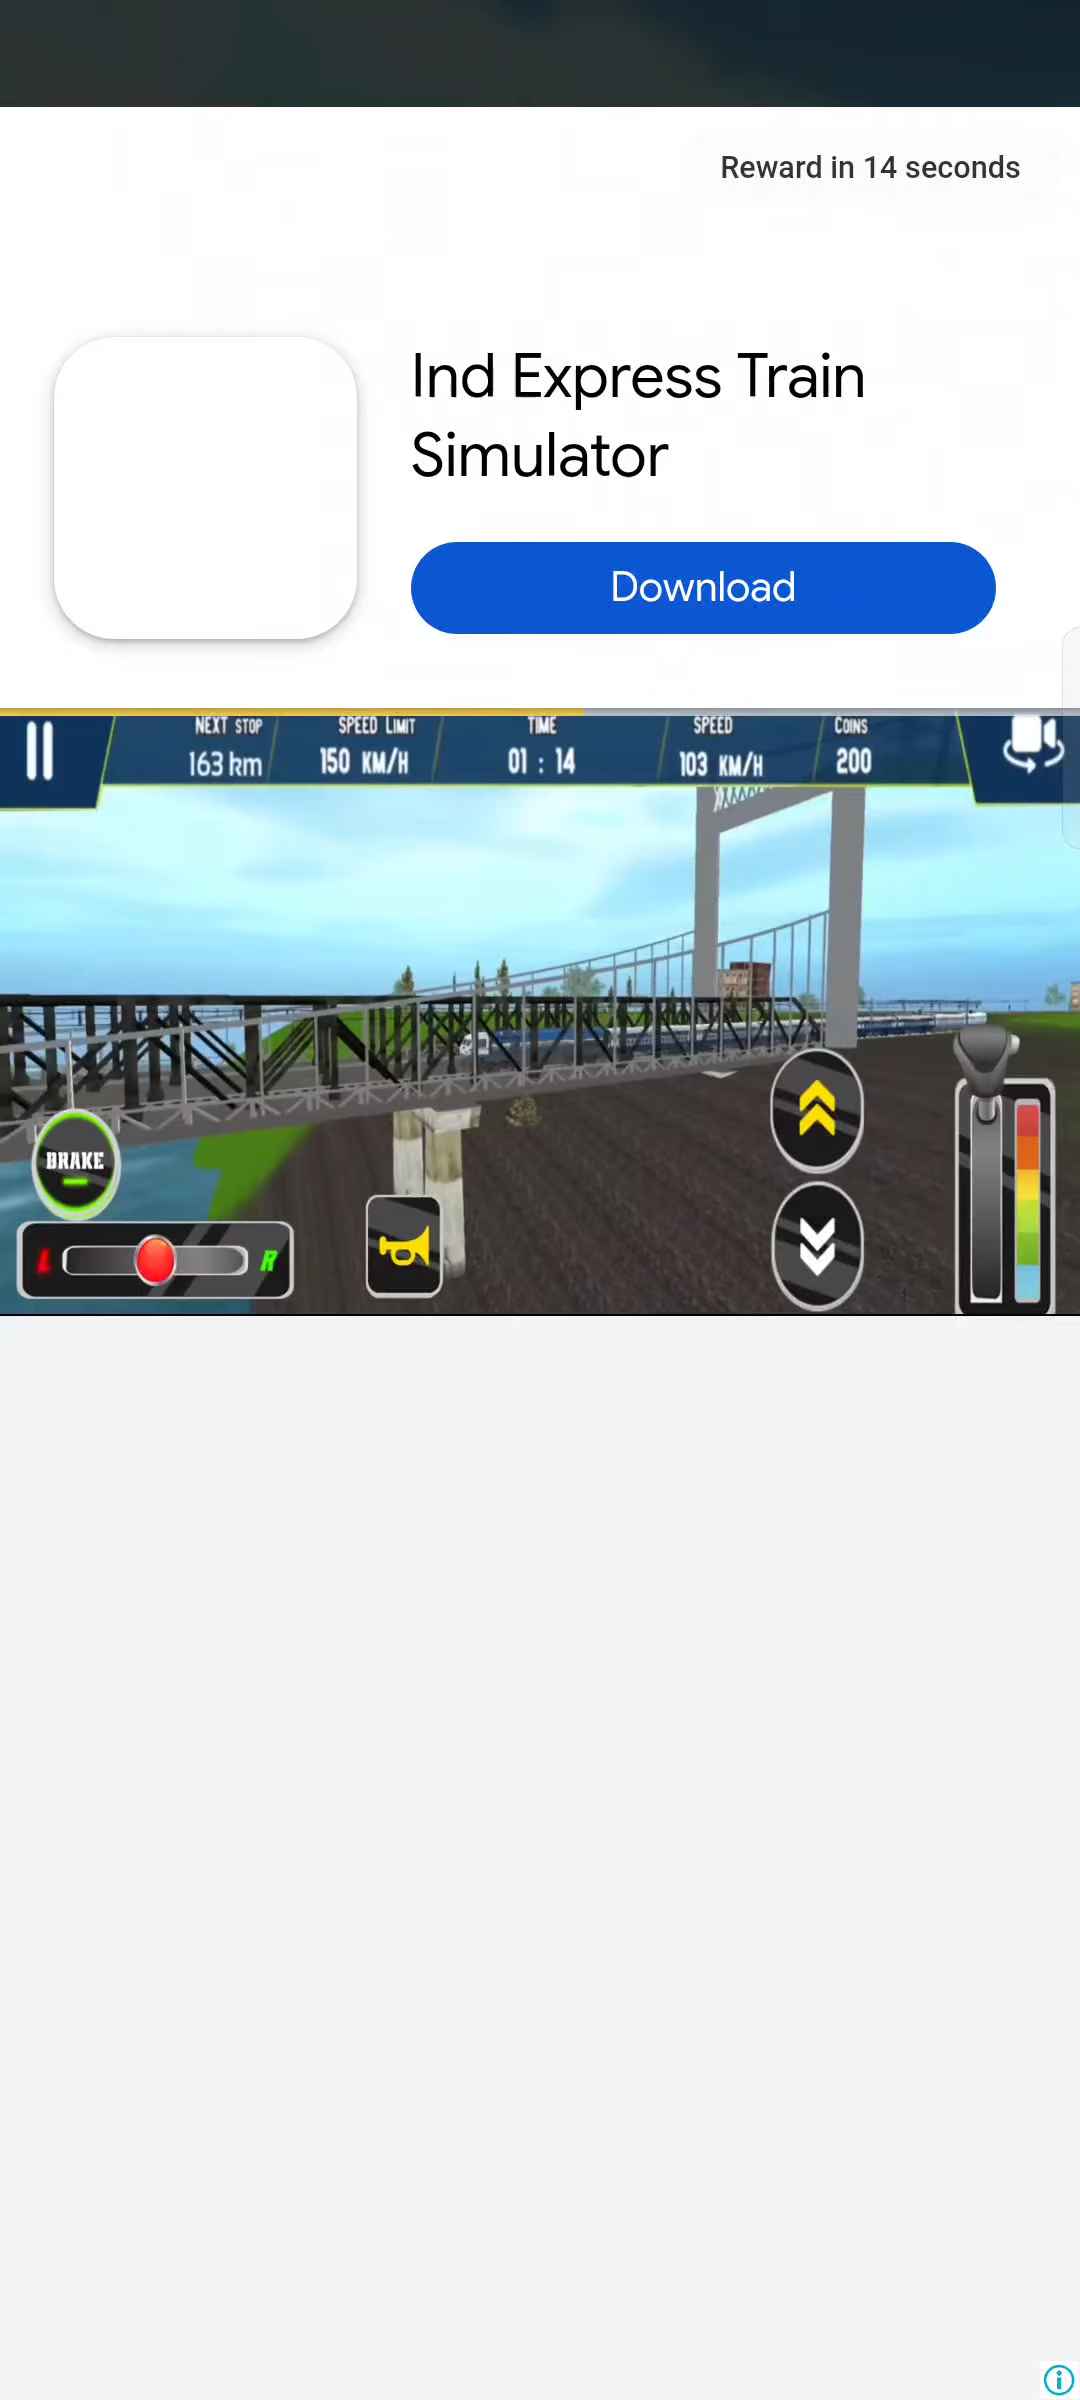 Reward in 14 seconds
Ind Express Train
Simulator
Download
NEXT STOP
163 km
SPEED LIMIT
150 KM/H
TIME
01 : 14
SPEED
103 KM/H
COINS
200
BRAKE
L
R